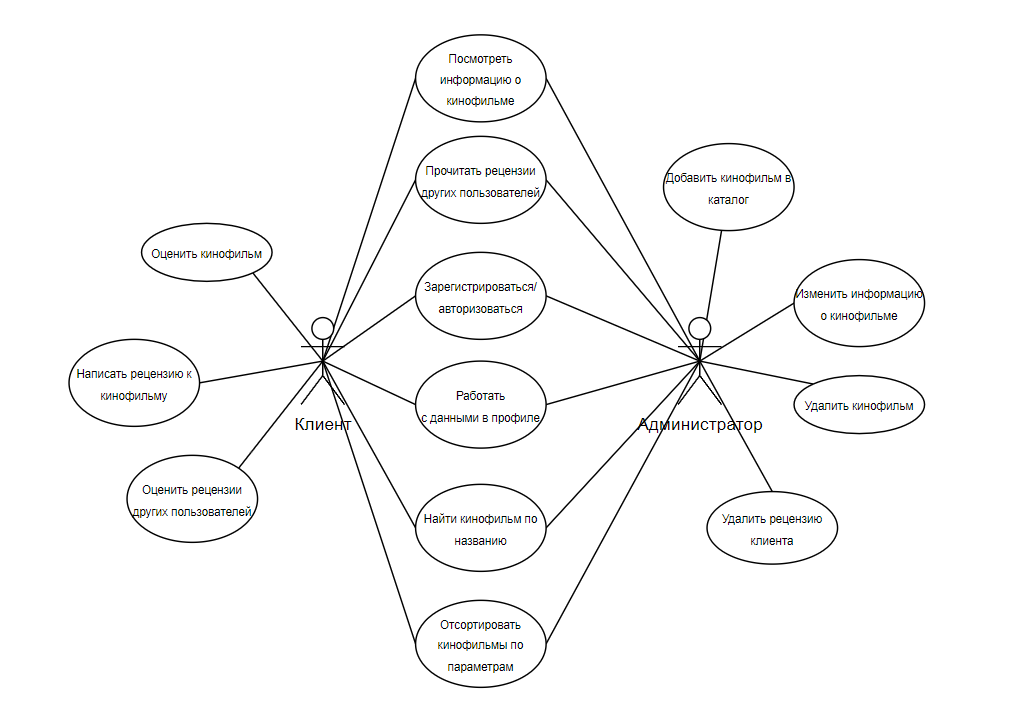 Посмотреть
информацию о
кинофильме
Прочитать рецензии
других пользователей
Добавить кинофильм в
каталог
Оценить кинофильм
Зарегистрироваться/
авторизоваться
Изменить информацию
о кинофильме
Написать рецензию к
кинофильму
Работать
с данными в профиле
Удалить кинофильм
Клиент
Администратор
Оценить рецензии
других пользователей
Найти кинофильм по
названию
Удалить рецензию
клиента
Отсортировать
кинофильмы по
параметрам